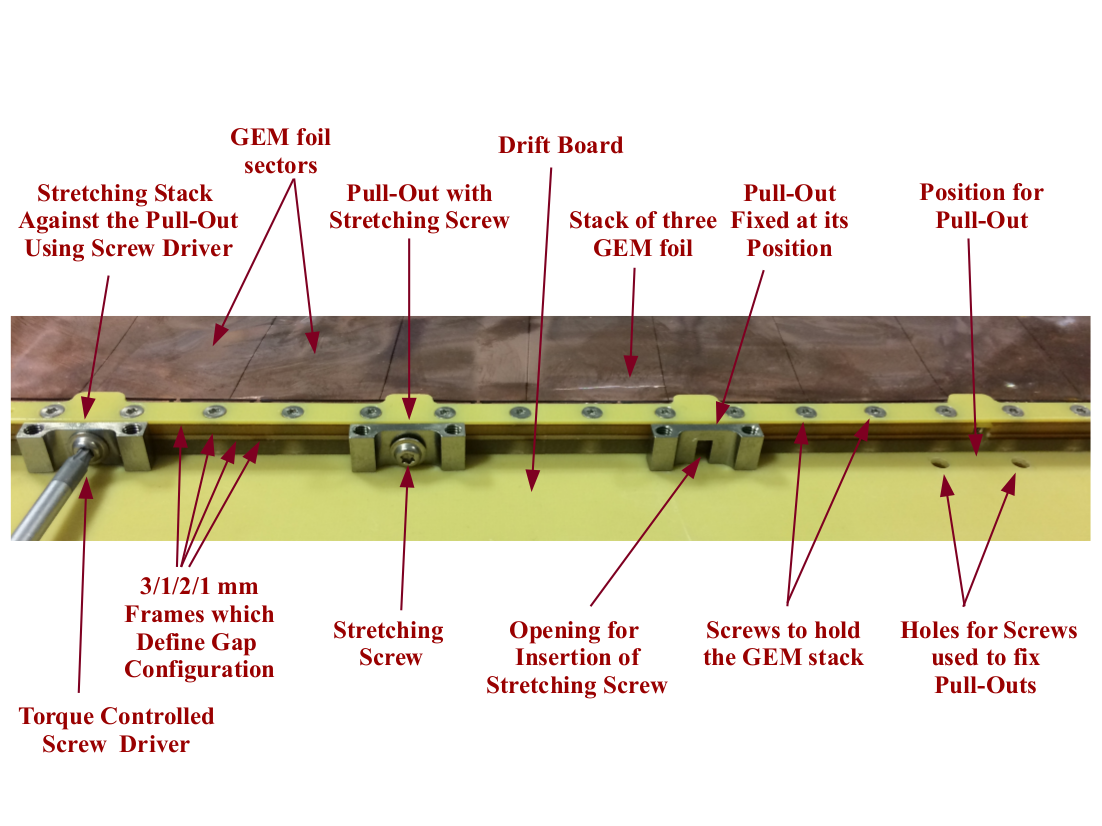 GEM foil
sectors
Drift Board
Stretching Stack
Against the Pull-Out
Using Screw Driver
Pull-Out with
Stretching Screw
Stack of three
GEM foil
Pull-Out
Fixed at its
Position
Position for
Pull-Out
3/1/2/1 mm
Frames which
Define Gap
Configuration
Torque Controlled
Screw Driver
Stretching
Screw
Opening for
Insertion of
Stretching Screw
Screws to hold
the GEM stack
Holes for Screws
used to fix
Pull-Outs